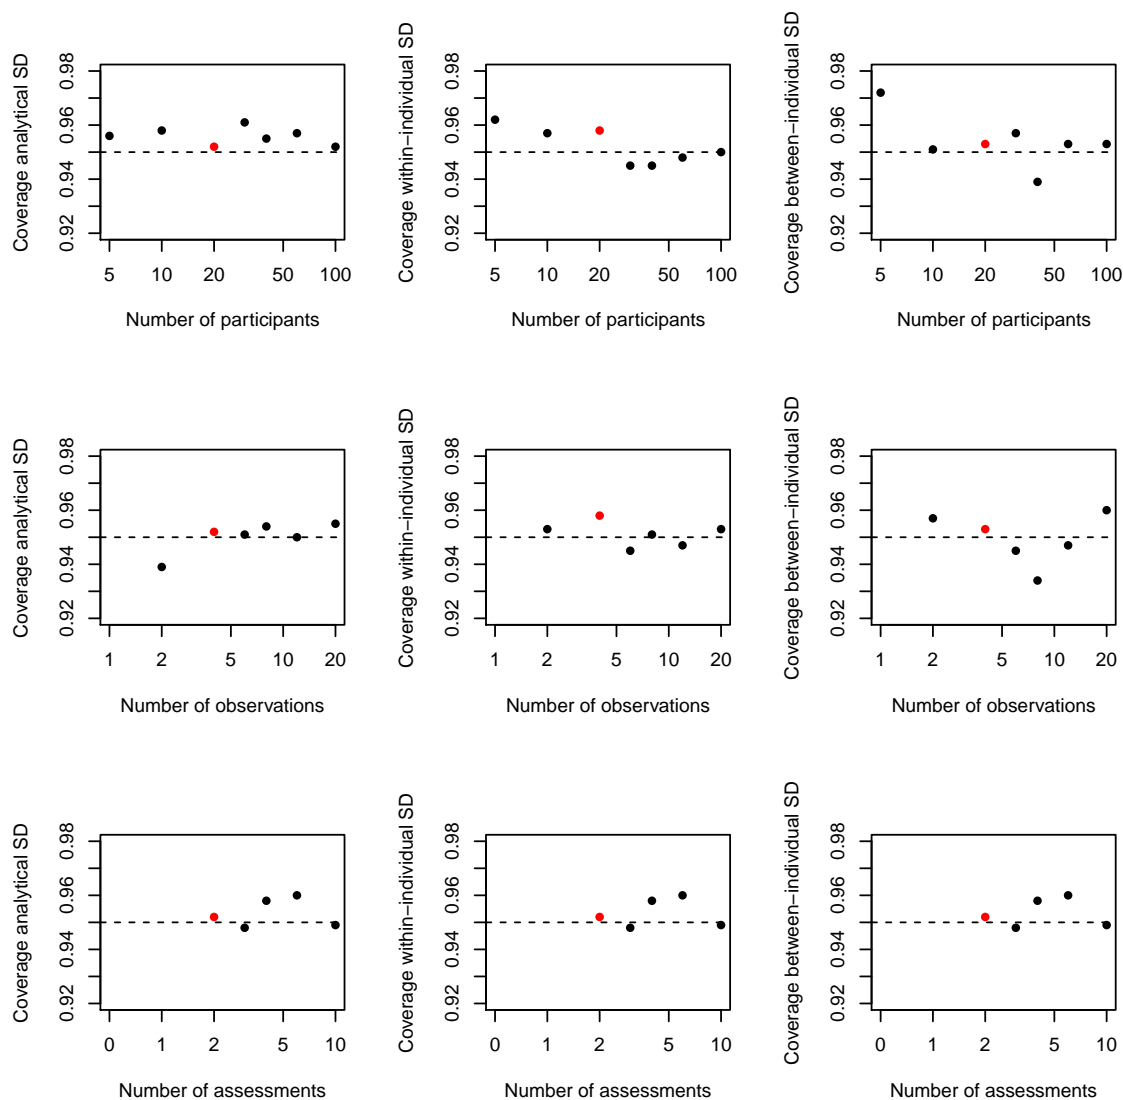 Coverage analytical SD
0.92 0.94 0.96 0.98
5 10 20 50 100
Number of participants
Coverage within−individual SD
0.92 0.94 0.96 0.98
5 10 20 50 100
Number of participants
Coverage between−individual SD
0.92 0.94 0.96 0.98
5 10 20 50 100
Number of participants
Coverage analytical SD
0.92 0.94 0.96 0.98
1 2 5 10 20
Number of observations
Coverage within−individual SD
0.92 0.94 0.96 0.98
1 2 5 10 20
Number of observations
Coverage between−individual SD
0.92 0.94 0.96 0.98
1 2 5 10 20
Number of observations
Coverage analytical SD
0.92 0.94 0.96 0.98
0 1 2 5 10
Number of assessments
Coverage within−individual SD
0.92 0.94 0.96 0.98
0 1 2 5 10
Number of assessments
Coverage between−individual SD
0.92 0.94 0.96 0.98
0 1 2 5 10
Number of assessments